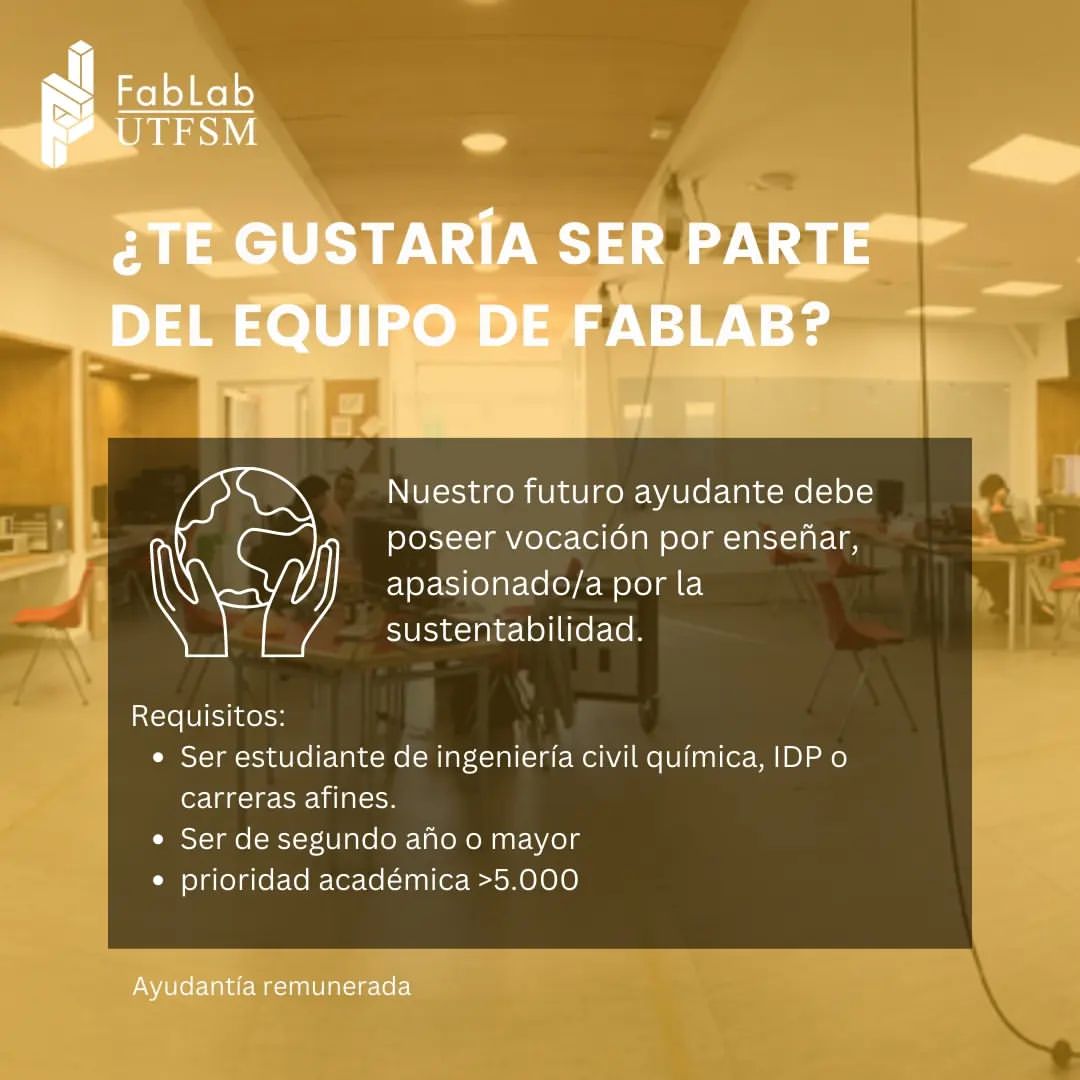 FabLab
UTFSM
¿TE GUSTARÍA SER PARTE
DEL EQUIPO DE FABLAB?
Nuestro futuro ayudante debe
poseer vocación por enseñar,
apasionado/a por la
sustentabilidad.
Requisitos:
• Ser estudiante de ingeniería civil química, IDP o
carreras afines.
• Ser de segundo año o mayor
• prioridad académica >5.000
Ayudantía remunerada